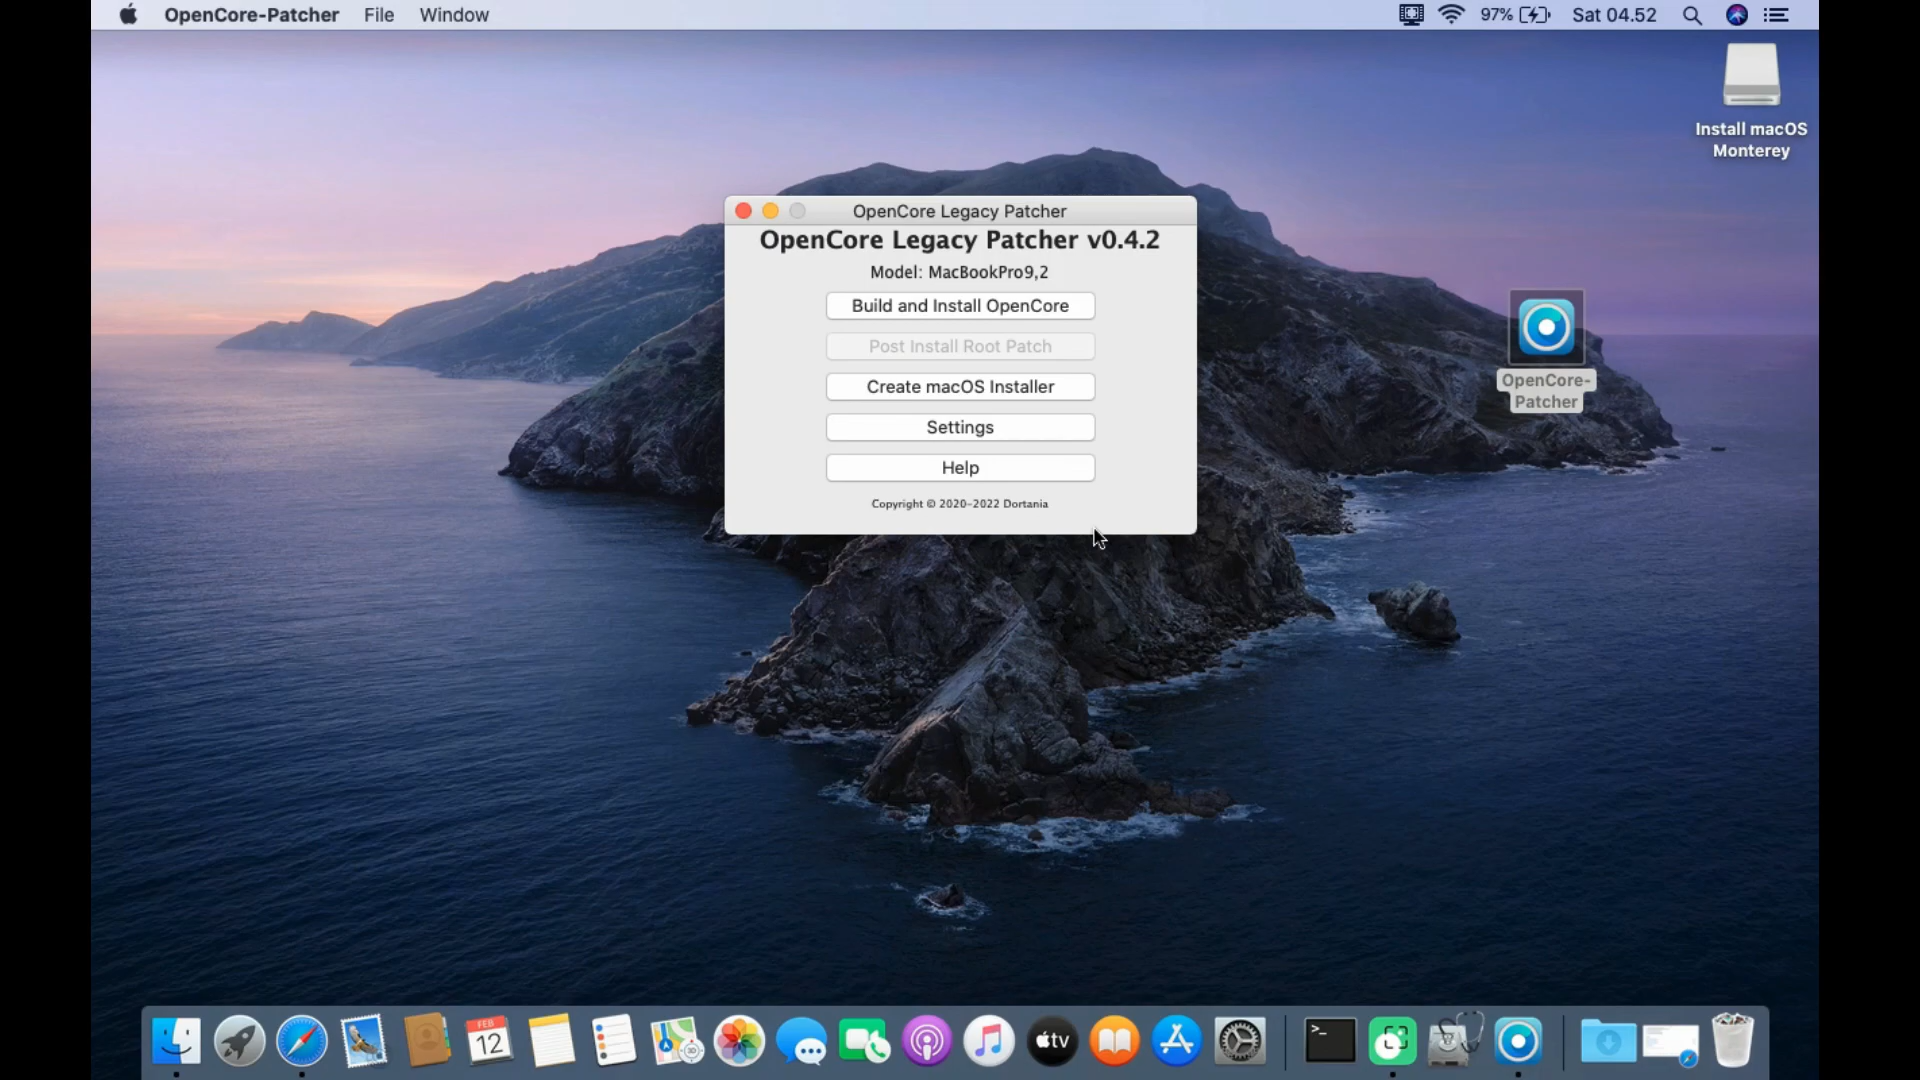 OpenCore-Patcher File Window 97% Sat 04.52
Install macOS
Monterey
OpenCore Legacy Patcher
OpenCore Legacy Patcher v0.4.2
Model: MacBookPro9,2
Build and Install OpenCore
Post Install Root Patch
Create macOS Installer
Settings
Help
Copyright © 2020-2022 Dortania
OpenCore-
Patcher
FEB
12
3D
tv
>_